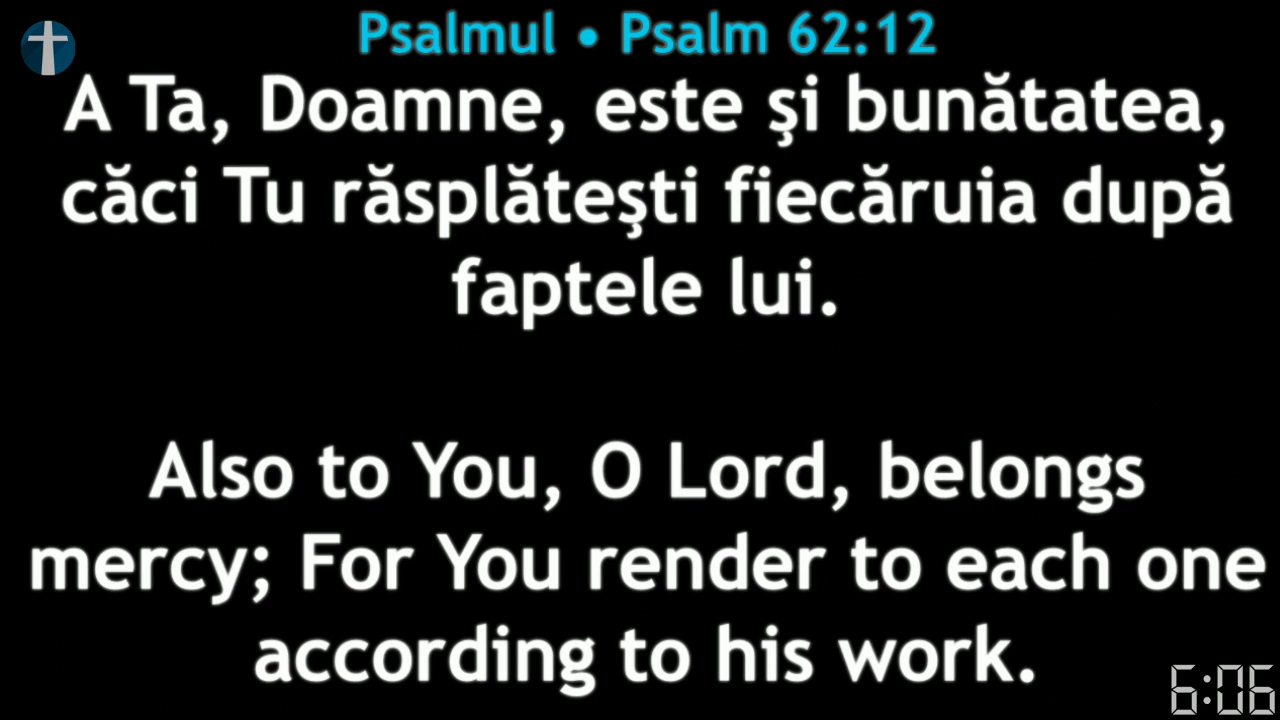 Psalmul • Psalm 62:12
A Ta, Doamne, este şi bunătatea,
căci Tu răsplăteşti fiecăruia după
faptele lui.
Also to You, O Lord, belongs
mercy; For You render to each one
according to his work.
6:06